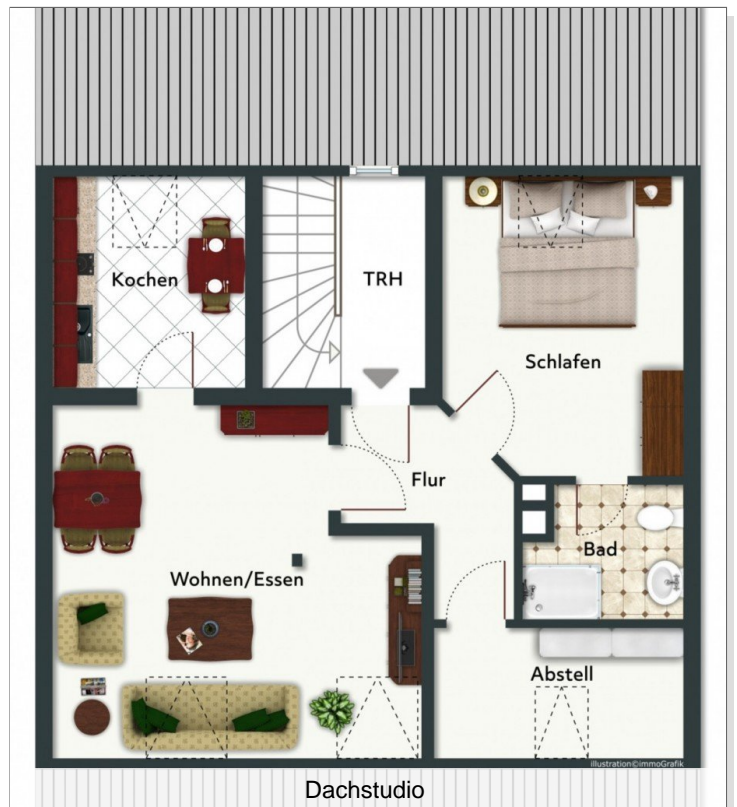 Kochen
TRH
Schlafen
Flur
Bad
Wohnen/Essen
Abstell
illustration©immoGrafik
Dachstudio